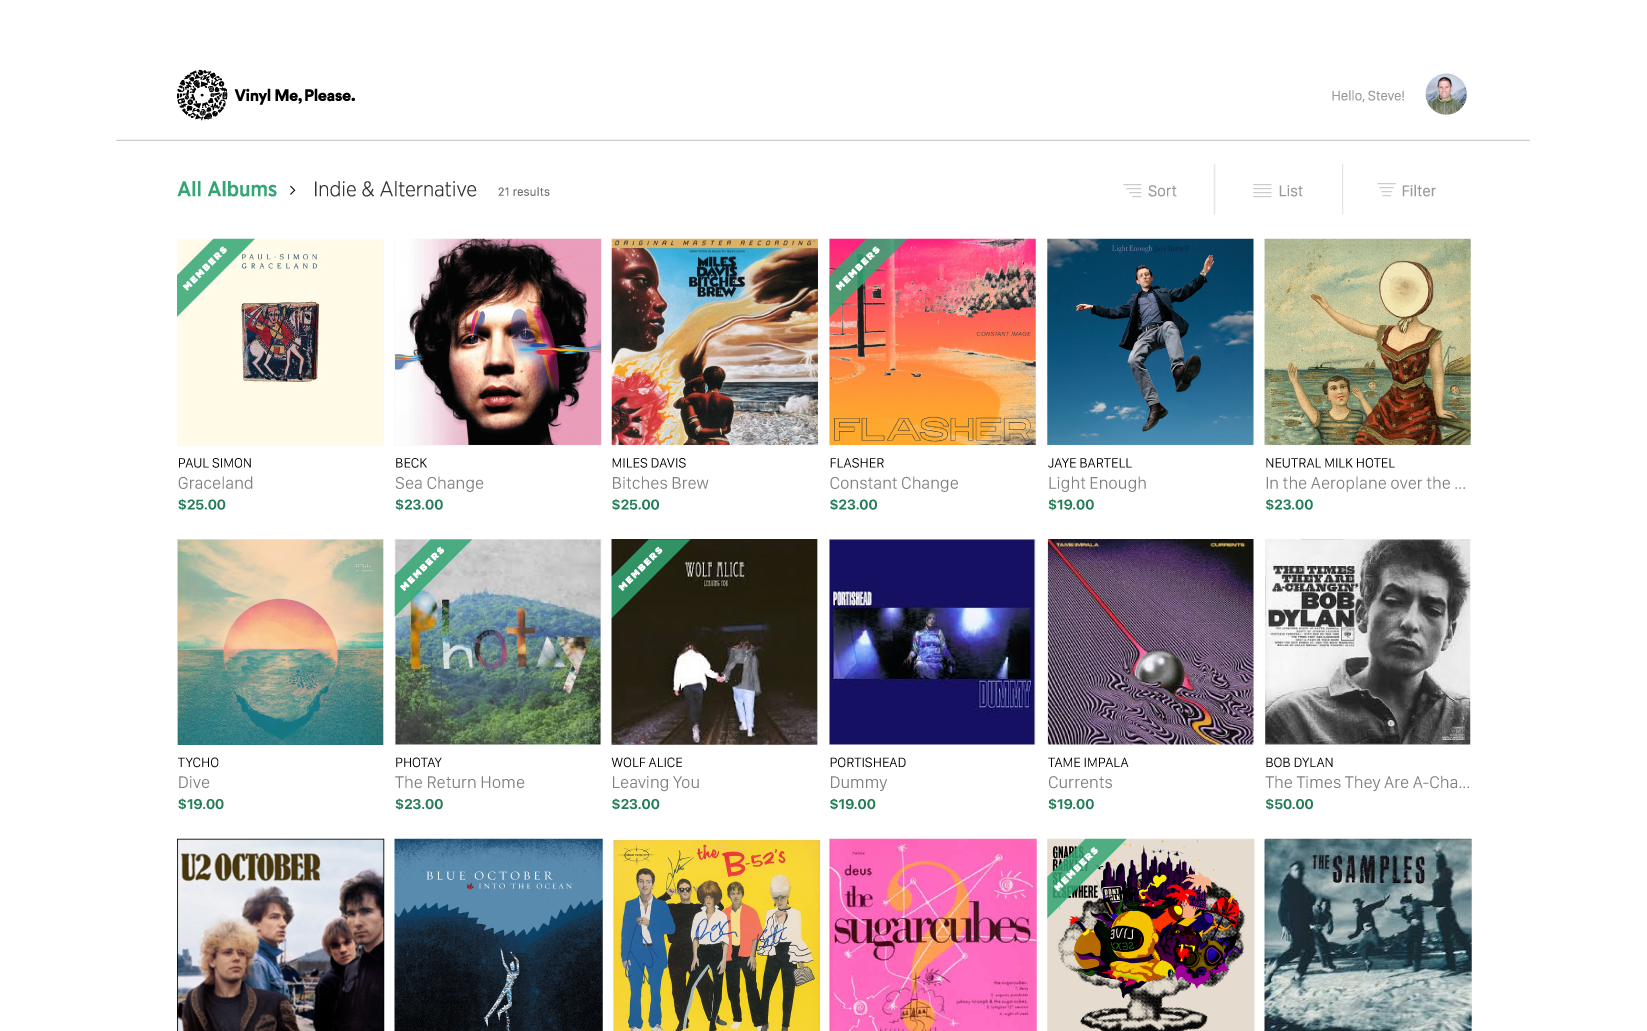 Vinyl Me, Please.
Hello, Steve!
All Albums › Indie & Alternative 21 results
Sort
List
Filter
MEMBERS
PAUL·SIMON
GRACELAND
ORIGINAL MASTER RECORDING
MILES
DAVIS
BITCHES
BREW
MEMBERS
CONSTANT IMAGE
FLASHER
Light Enough
PAUL SIMON
Graceland
$25.00
BECK
Sea Change
$23.00
MILES DAVIS
Bitches Brew
$25.00
FLASHER
Constant Change
$23.00
JAYE BARTELL
Light Enough
$19.00
NEUTRAL MILK HOTEL
In the Aeroplane over the ...
$23.00
MEMBERS
Photay
MEMBERS
WOLF ALICE
LEAVING YOU
PORTISHEAD
DUMMY
TAME IMPALA
CURRENTS
THE TIMES
THEY ARE
A-CHANGIN'
BOB
DYLAN
TYCHO
Dive
$19.00
PHOTAY
The Return Home
$23.00
WOLF ALICE
Leaving You
$23.00
PORTISHEAD
Dummy
$19.00
TAME IMPALA
Currents
$19.00
BOB DYLAN
The Times They Are A-Cha...
$50.00
U2 OCTOBER
BLUE OCTOBER
INTO THE OCEAN
the B-52's
deus
the
sugarcubes
MEMBERS
GNARLS
ELSEWHERE
THE SAMPLES